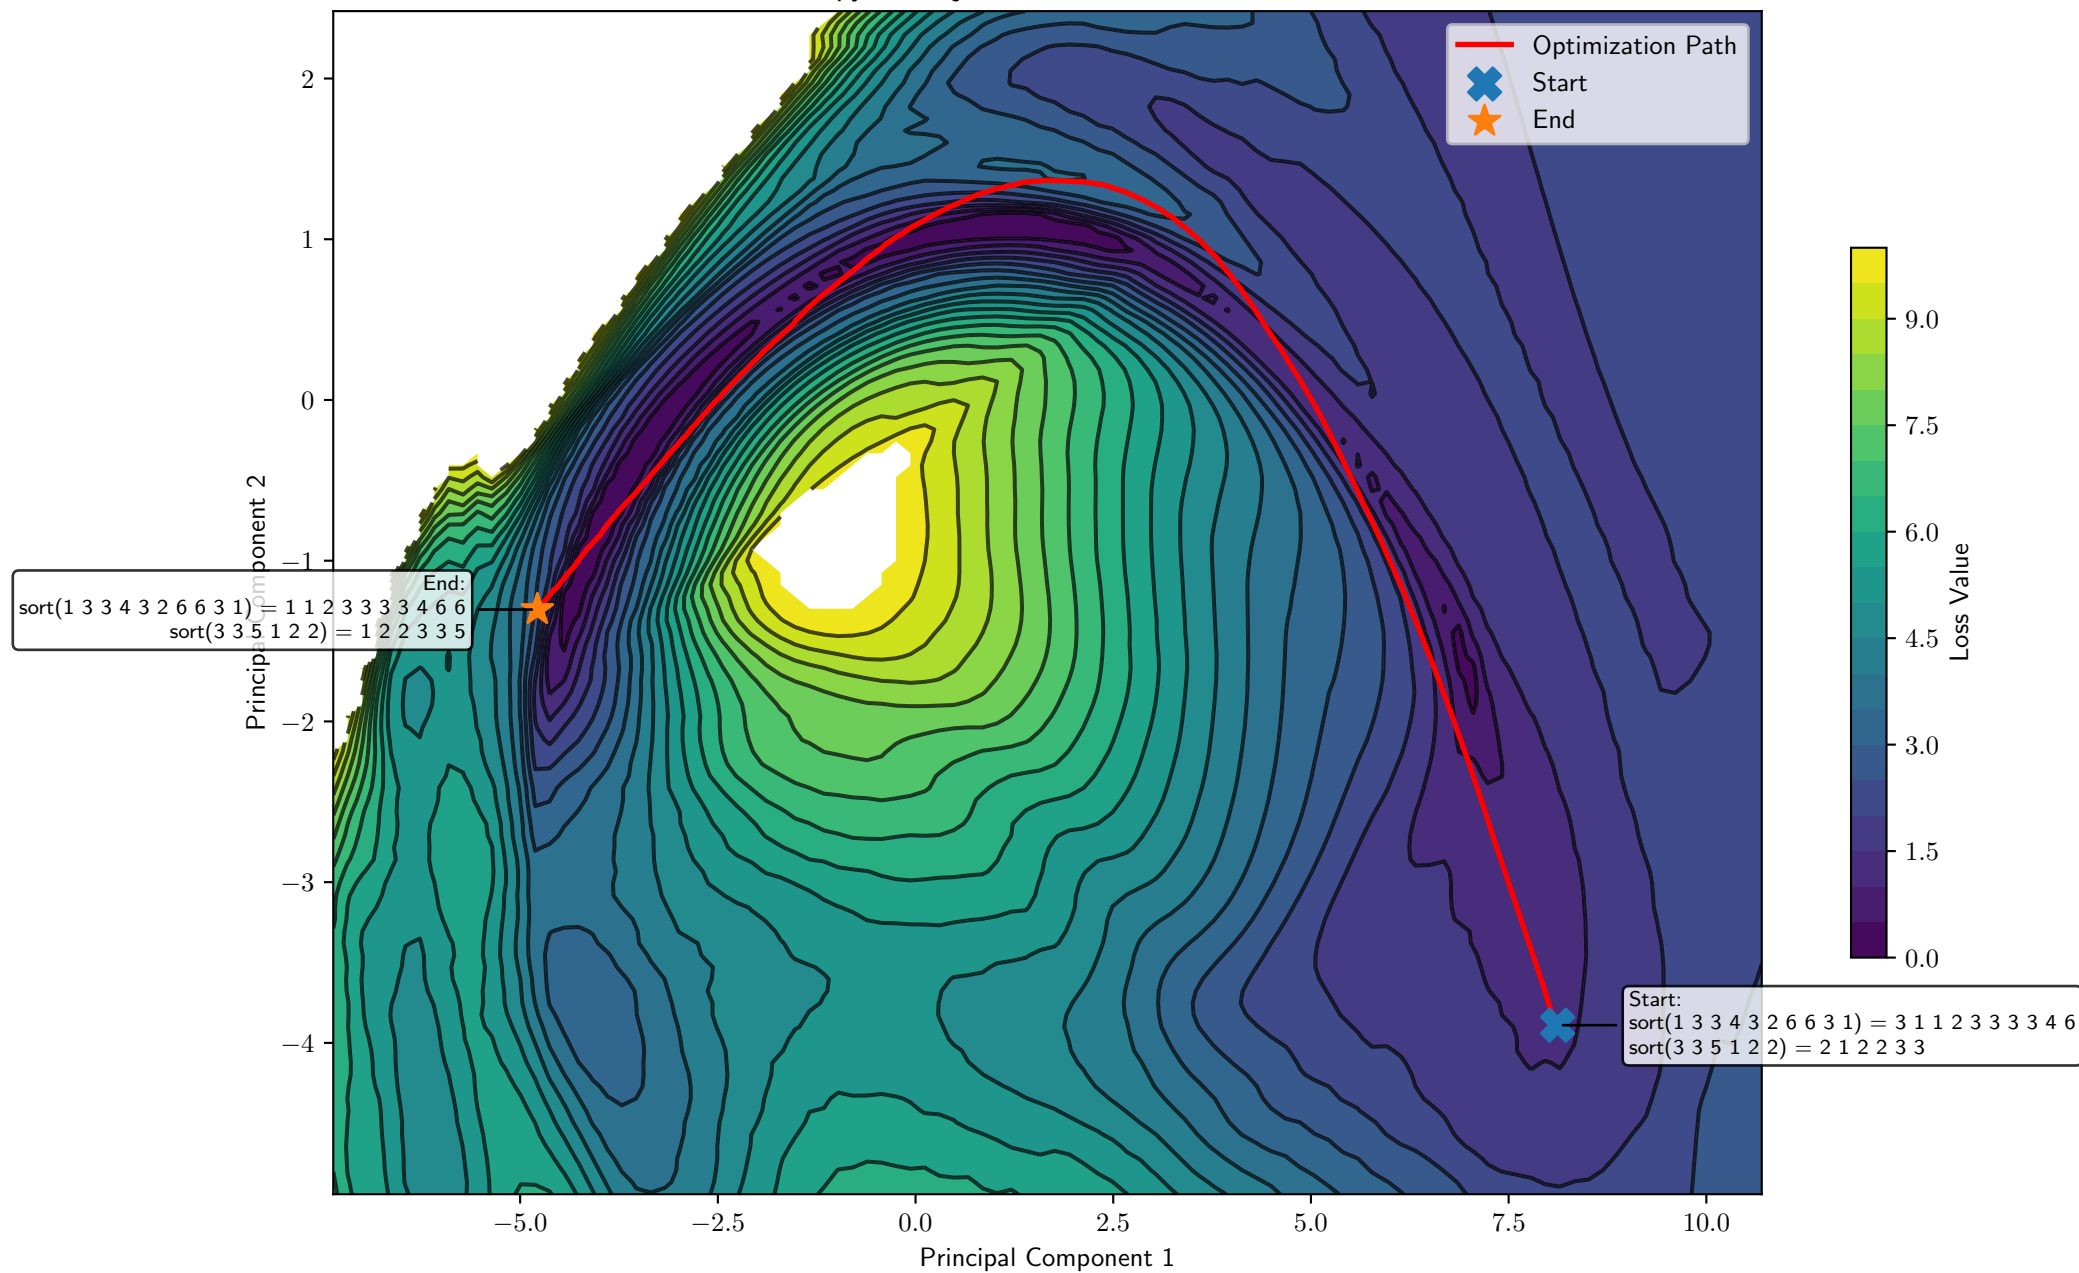 Optimization Path
Start
End
2
1
0
−1
−2
−3
−4
Principal Component 2
End:
sort(1 3 3 4 3 2 6 6 3 1) = 1 1 2 3 3 3 3 4 6 6
sort(3 3 5 1 2 2) = 1 2 2 3 3 5
Start:
sort(1 3 3 4 3 2 6 6 3 1) = 3 1 1 2 3 3 3 3 4 6
sort(3 3 5 1 2 2) = 2 1 2 2 3 3
9.0
7.5
6.0
4.5
3.0
1.5
0.0
Loss Value
−5.0
−2.5
0.0
2.5
5.0
7.5
10.0
Principal Component 1